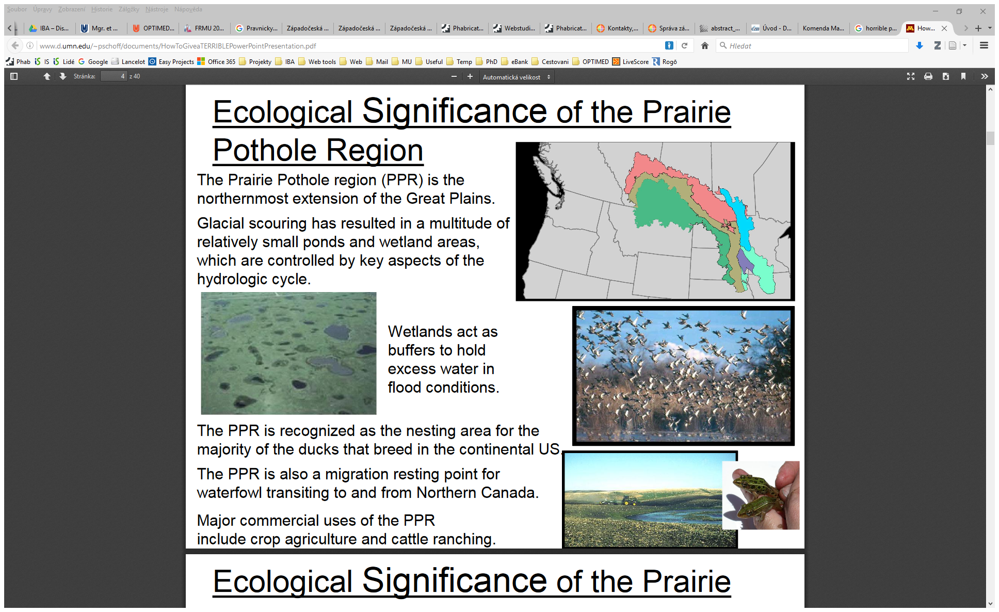 Soubor Úpravy Zobrazení Historie Záložky Nástroje Nápověda
IBA – Dis... Mgr. et ... OPTIMED... FRMU 20... Pravnicky... Západočeská ... Západočeská ... Západočeská ... Phabricat... Webstudi... Phabricat... Kontakty,... Správa zá... abstract_... Úvod - D... Komenda Ma... horrible p... How...
www.d.umn.edu/~pschoff/documents/HowToGiveaTERRIBLEPowerPointPresentation.pdf Hledat
Phab IS Lidé Google Lancelot Easy Projects Office 365 Projekty IBA Web tools Web Mail MU Useful Temp PhD eBank Cestovani OPTIMED LiveScore Rogō
Stránka: 4 z 40 Automatická velikost
Ecological Significance of the Prairie
Pothole Region
The Prairie Pothole region (PPR) is the
northernmost extension of the Great Plains.
Glacial scouring has resulted in a multitude of
relatively small ponds and wetland areas,
which are controlled by key aspects of the
hydrologic cycle.
Wetlands act as
buffers to hold
excess water in
flood conditions.
The PPR is recognized as the nesting area for the
majority of the ducks that breed in the continental US.
The PPR is also a migration resting point for
waterfowl transiting to and from Northern Canada.
Major commercial uses of the PPR
include crop agriculture and cattle ranching.
Ecological Significance of the Prairie